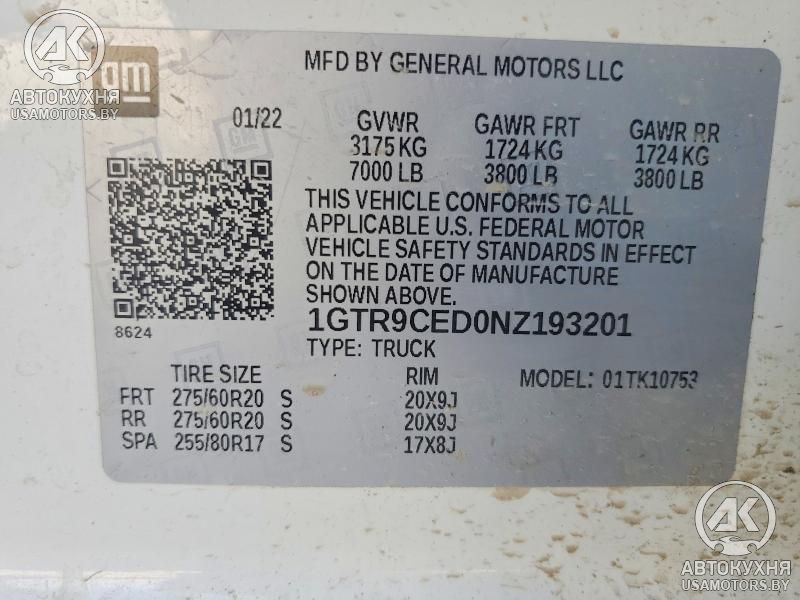 AK
gm
АВТОКУХНЯ
USAMOTORS.BY
MFD BY GENERAL MOTORS LLC
01/22 GVWR GAWR FRT GAWR RR
3175 KG 1724 KG 1724 KG
7000 LB 3800 LB 3800 LB
THIS VEHICLE CONFORMS TO ALL
APPLICABLE U.S. FEDERAL MOTOR
VEHICLE SAFETY STANDARDS IN EFFECT
ON THE DATE OF MANUFACTURE
SHOWN ABOVE.
8624
1GTR9CED0NZ193201
TYPE: TRUCK
TIRE SIZE RIM MODEL: 01TK10753
FRT 275/60R20 S 20X9J
RR 275/60R20 S 20X9J
SPA 255/80R17 S 17X8J
AK
АВТОКУХНЯ
USAMOTORS.BY